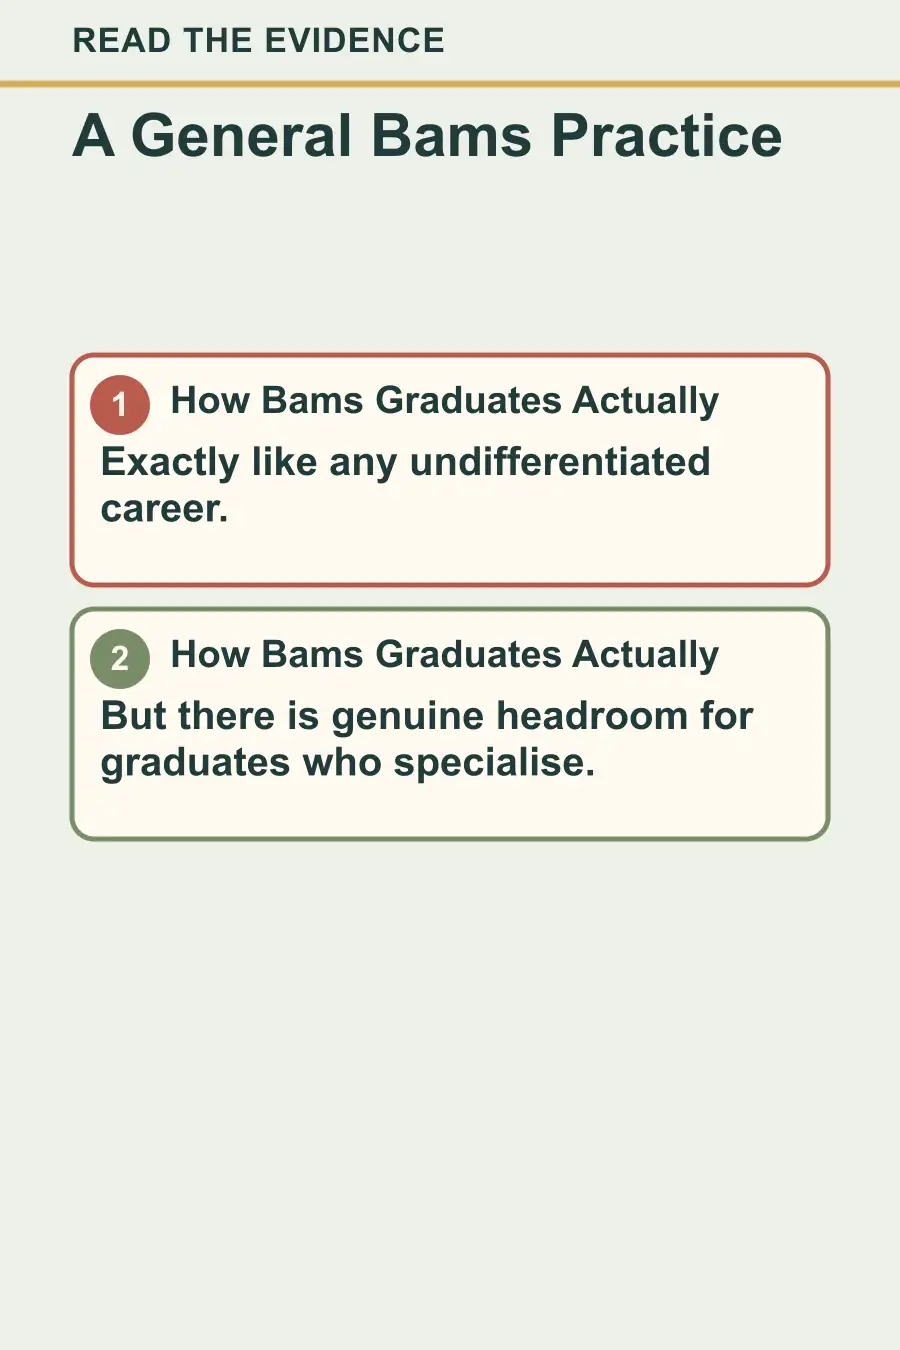 READ THE EVIDENCE
A General Bams Practice
1 How Bams Graduates Actually
Exactly like any undifferentiated
career.
2 How Bams Graduates Actually
But there is genuine headroom for
graduates who specialise.